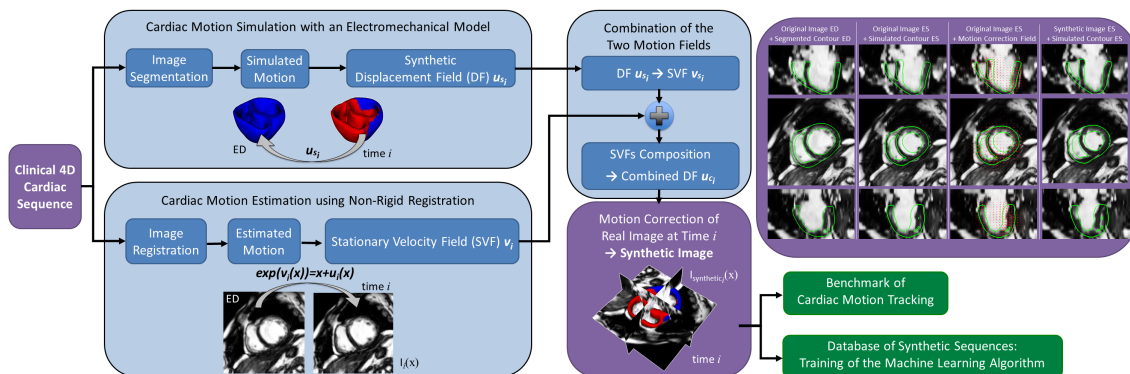 Clinical 4D
Cardiac
Sequence
Cardiac Motion Simulation with an Electromechanical Model
Image
Segmentation
Simulated
Motion
Synthetic
Displacement Field (DF) u_si
ED
u_si
time i
Cardiac Motion Estimation using Non-Rigid Registration
Image
Registration
Estimated
Motion
Stationary Velocity Field (SVF) v_i
exp(v_i(x))=x+u_i(x)
ED
time i
I_i(x)
Combination of the
Two Motion Fields
DF u_si → SVF v_si
SVFs Composition
→ Combined DF u_ci
Motion Correction of
Real Image at Time i
→ Synthetic Image
I_synthetic_i(x)
time i
Original Image ED
+ Segmented Contour ED
Original Image ES
+ Simulated Contour ES
Original Image ES
+ Motion Correction Field
Synthetic Image ES
+ Simulated Contour ES
Benchmark of
Cardiac Motion Tracking
Database of Synthetic Sequences:
Training of the Machine Learning Algorithm